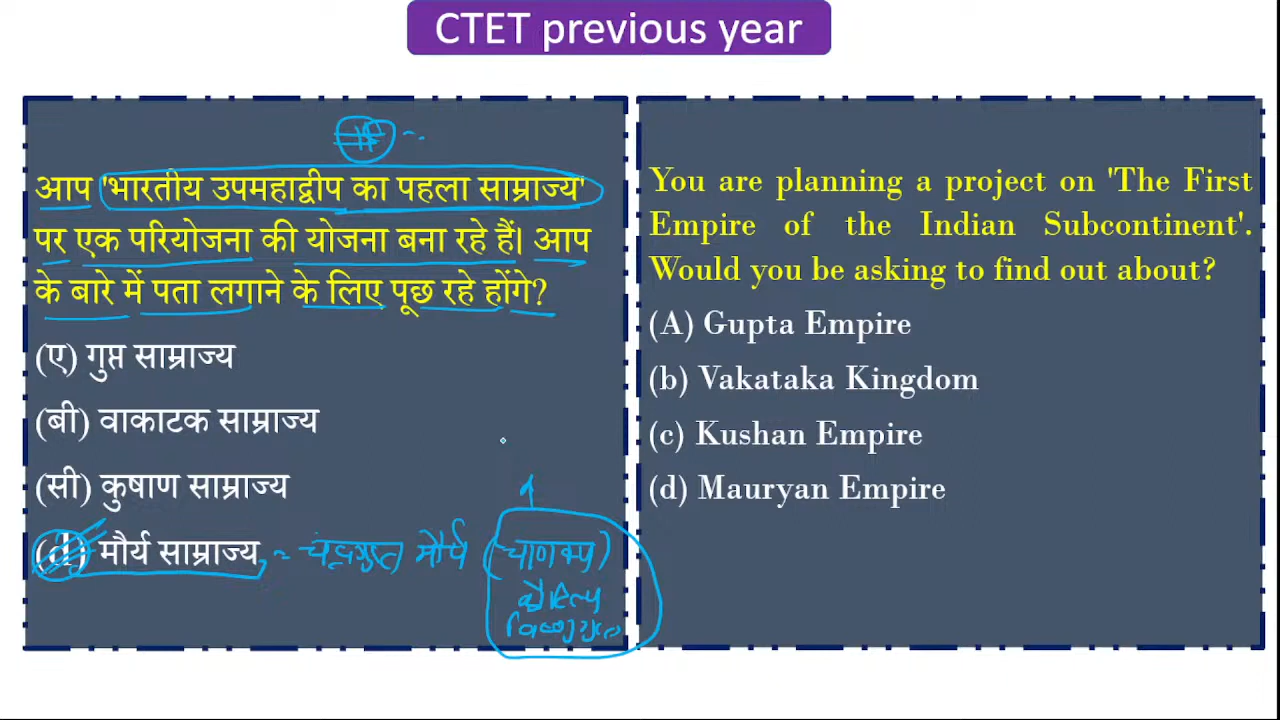 CTET previous year
आप 'भारतीय उपमहाद्वीप का पहला साम्राज्य'
पर एक परियोजना की योजना बना रहे हैं। आप
के बारे में पता लगाने के लिए पूछ रहे होंगे?
(ए) गुप्त साम्राज्य
(बी) वाकाटक साम्राज्य
(सी) कुषाण साम्राज्य
(d) मौर्य साम्राज्य चंद्रगुप्त मौर्य (चाणक्य)
You are planning a project on 'The First
Empire of the Indian Subcontinent'.
Would you be asking to find out about?
(A) Gupta Empire
(b) Vakataka Kingdom
(c) Kushan Empire
(d) Mauryan Empire